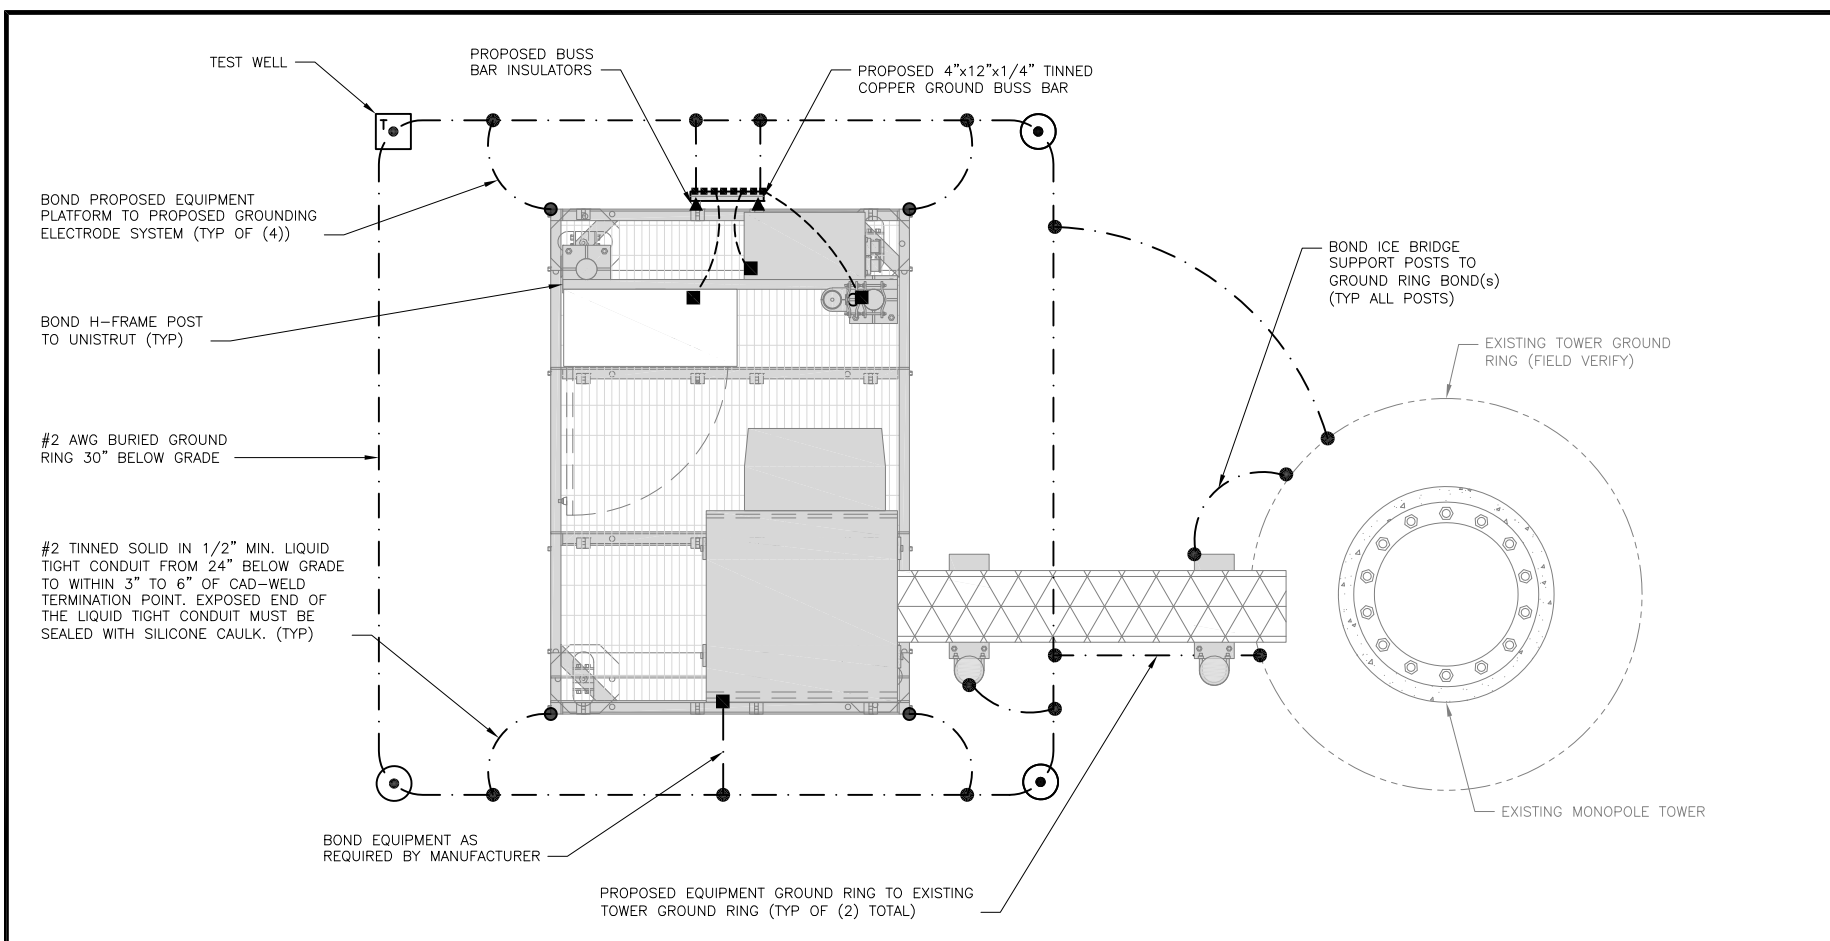 TEST WELL
PROPOSED BUSS
BAR INSULATORS
PROPOSED 4”x12”x1/4” TINNED
COPPER GROUND BUSS BAR
T
BOND PROPOSED EQUIPMENT
PLATFORM TO PROPOSED GROUNDING
ELECTRODE SYSTEM (TYP OF (4))
BOND ICE BRIDGE
SUPPORT POSTS TO
GROUND RING BOND(s)
(TYP ALL POSTS)
BOND H-FRAME POST
TO UNISTRUT (TYP)
EXISTING TOWER GROUND
RING (FIELD VERIFY)
#2 AWG BURIED GROUND
RING 30” BELOW GRADE
#2 TINNED SOLID IN 1/2” MIN. LIQUID
TIGHT CONDUIT FROM 24” BELOW GRADE
TO WITHIN 3” TO 6” OF CAD-WELD
TERMINATION POINT. EXPOSED END OF
THE LIQUID TIGHT CONDUIT MUST BE
SEALED WITH SILICONE CAULK. (TYP)
EXISTING MONOPOLE TOWER
BOND EQUIPMENT AS
REQUIRED BY MANUFACTURER
PROPOSED EQUIPMENT GROUND RING TO EXISTING
TOWER GROUND RING (TYP OF (2) TOTAL)